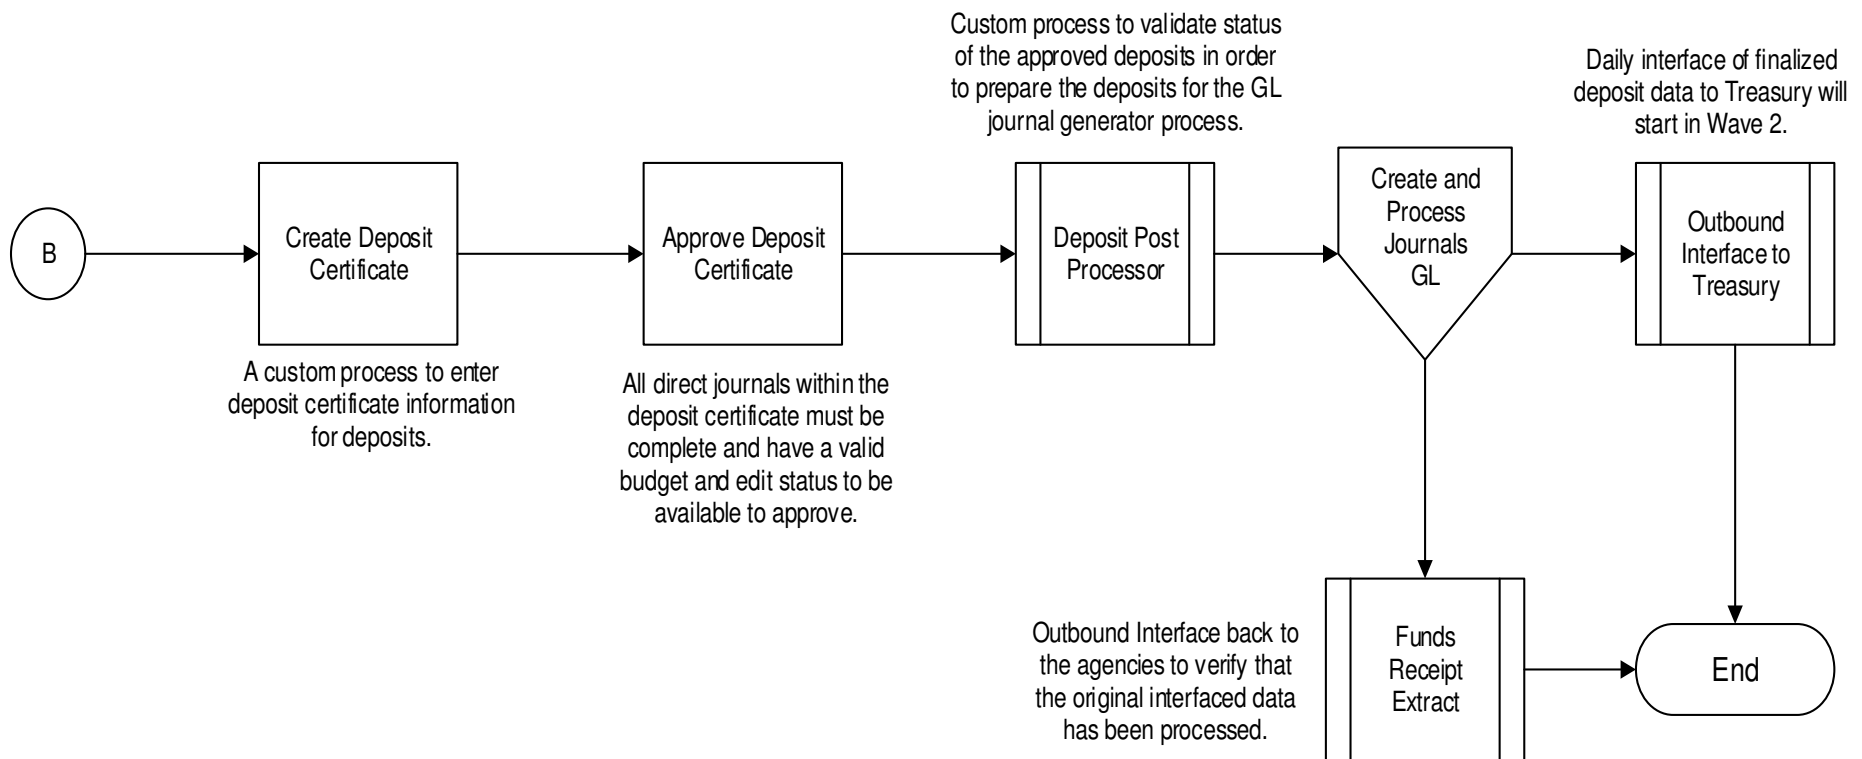 Custom process to validate status
of the approved deposits in order
to prepare the deposits for the GL
journal generator process.
Daily interface of finalized
deposit data to Treasury will
start in Wave 2.
B
Create Deposit
Certificate
Approve Deposit
Certificate
Deposit Post
Processor
Create and
Process
Journals
GL
Outbound
Interface to
Treasury
A custom process to enter
deposit certificate information
for deposits.
All direct journals within the
deposit certificate must be
complete and have a valid
budget and edit status to be
available to approve.
Outbound Interface back to
the agencies to verify that
the original interfaced data
has been processed.
Funds
Receipt
Extract
End